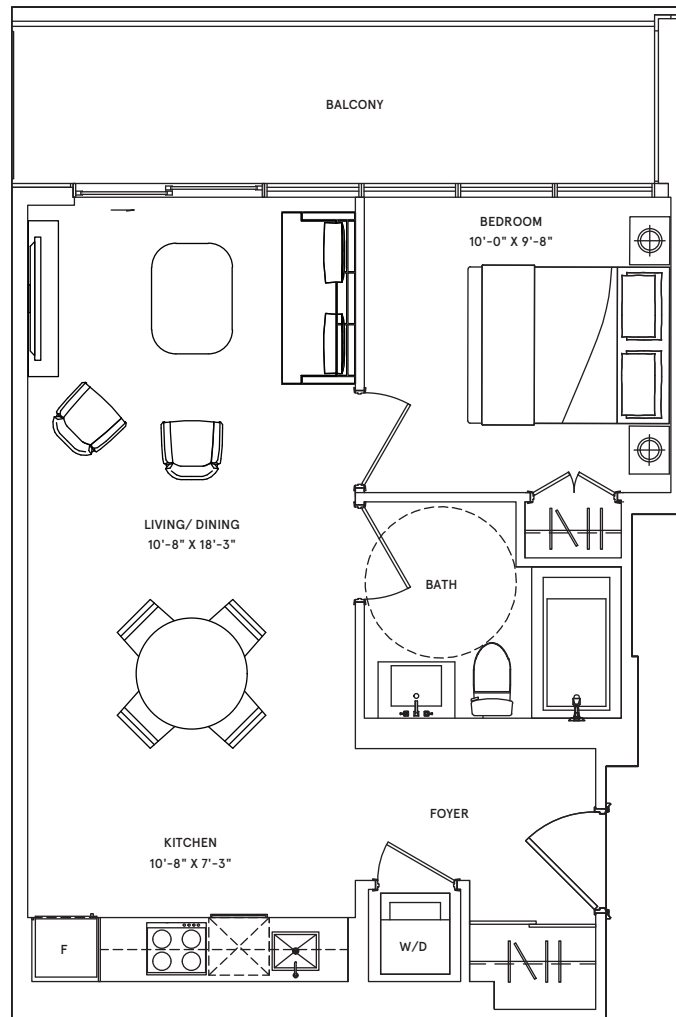 BALCONY
BEDROOM
10'-0" X 9'-8"
LIVING/ DINING
10'-8" X 18'-3"
BATH
FOYER
KITCHEN
10'-8" X 7'-3"
F
W/D